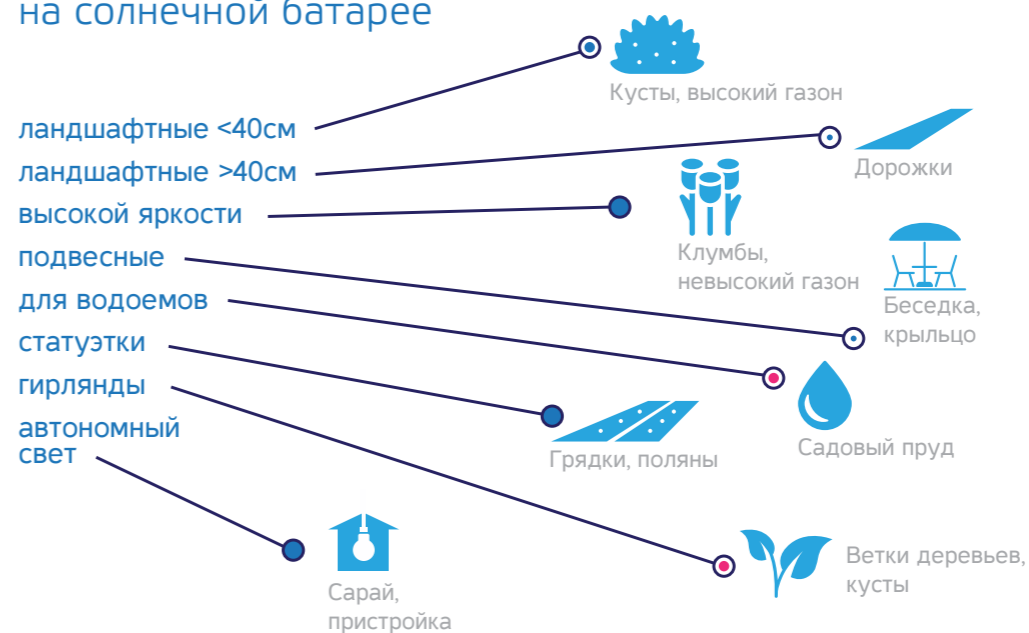 на солнечной батарее
ландшафтные <40см
ландшафтные >40см
высокой яркости
подвесные
для водоемов
статуэтки
гирлянды
автономный
свет
Кусты, высокий газон
Дорожки
Клумбы,
невысокий газон
Беседка,
крыльцо
Садовый пруд
Грядки, поляны
Ветки деревьев,
кусты
Сарай,
пристройка